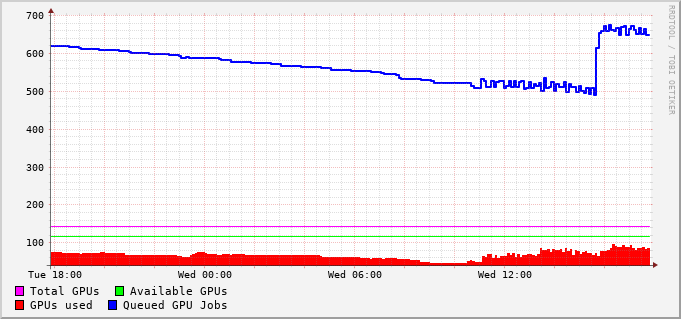 700
600
500
400
300
200
100
Tue 18:00 Wed 00:00 Wed 06:00 Wed 12:00
Total GPUs Available GPUs
GPUs used Queued GPU Jobs
RRDTOOL / TOBI OETIKER